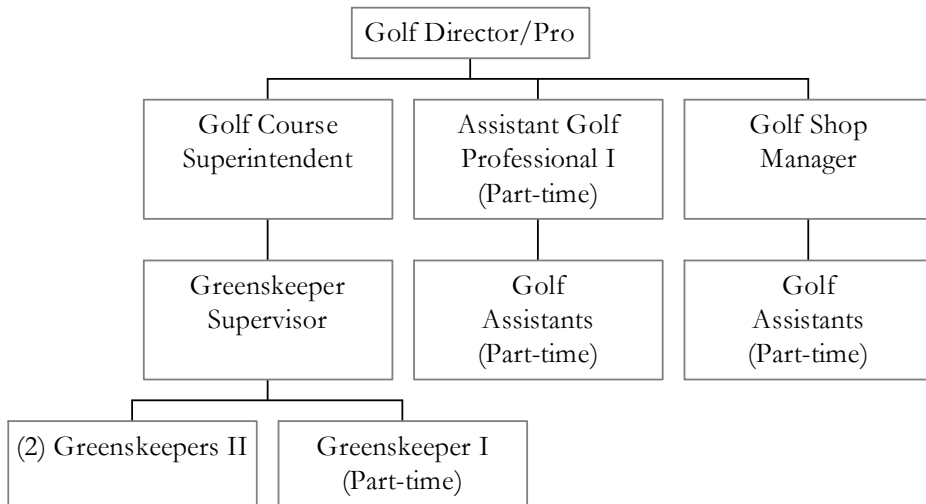 Golf Director/Pro
Golf Course
Superintendent
Assistant Golf
Professional I
(Part-time)
Golf Shop
Manager
Greenskeeper
Supervisor
Golf
Assistants
(Part-time)
Golf
Assistants
(Part-time)
(2) Greenskeepers II
Greenskeeper I
(Part-time)